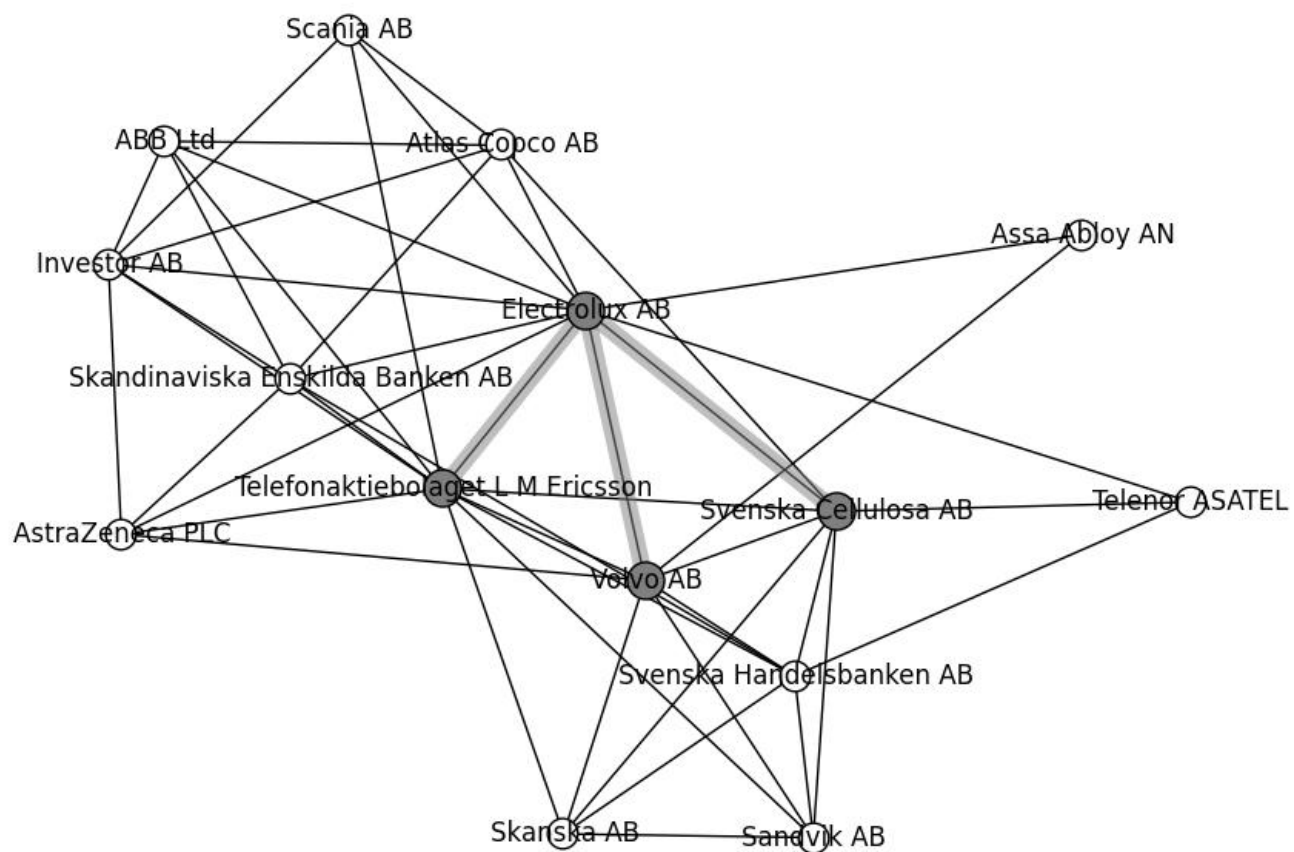 Scania AB
ABB Ltd
Atlas Copco AB
Assa Abloy AN
Investor AB
Electrolux AB
Skandinaviska Enskilda Banken AB
Telefonaktiebolaget L M Ericsson
Svenska Cellulosa AB
Telenor ASATEL
AstraZeneca PLC
Volvo AB
Svenska Handelsbanken AB
Skanska AB
Sandvik AB